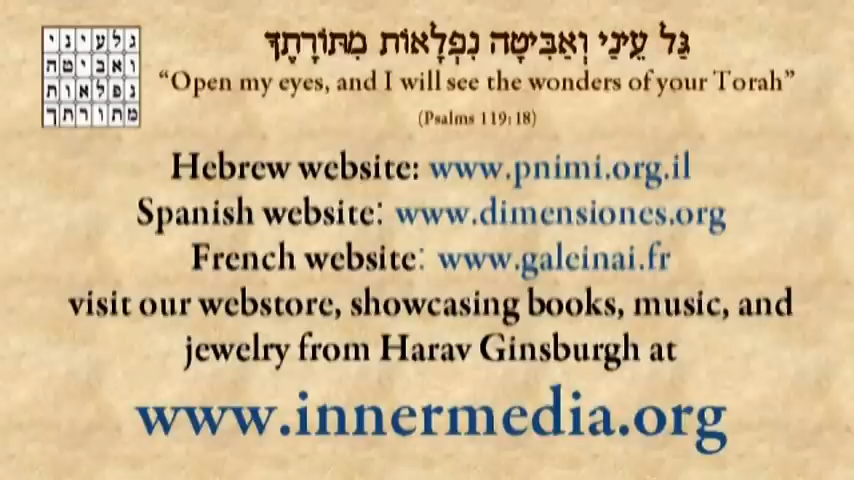 גלעיני
ואביטה
נפלאות
מתורתך
גַּל עֵינַי וְאַבִּיטָה נִפְלָאוֹת מִתּוֹרָתֶךָ
“Open my eyes, and I will see the wonders of your Torah”
(Psalms 119:18)
Hebrew website: www.pnimi.org.il
Spanish website: www.dimensiones.org
French website: www.galeinai.fr
visit our webstore, showcasing books, music, and
jewelry from Harav Ginsburgh at
www.innermedia.org